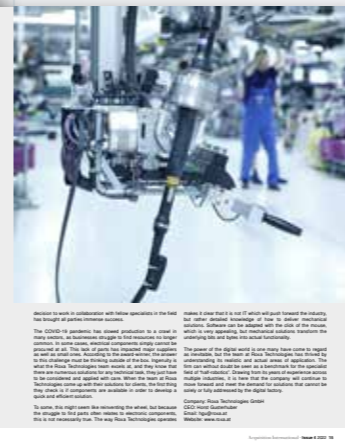 decision to work in collaboration with fellow specialists in the field
has brought all parties immense success.
The COVID-19 pandemic has slowed production to a crawl in
many sectors, as businesses struggle to find resources no longer
common. In some cases, electrical components simply cannot be
procured at all. This lack of parts has impacted major suppliers
as well as small ones. According to the award-winner, the answer
to this challenge must be thinking outside of the box. Ingenuity is
what the Roua Technologies team wants at, and they know that
there are numerous solutions for any technical task, they just have
to be considered and applied with care. When the team at Roua
Technologies come up with their solutions for clients, the first thing
they check is if components are available in order to develop a
quick and efficient solution.
To some, this might seem like reinventing the wheel, but because
the struggle to find parts often relates to electronic components,
this is not necessarily true. The way Roua Technologies operates
makes it clear that it is not IT which will push forward the industry,
but rather detailed knowledge of how to deliver mechanical
solutions. Software can be adapted with the click of the mouse,
which is very appealing, but mechanical solutions transform the
underlying bits and bytes into actual functionality.
The power of the digital world is one many have come to regard
as inevitable, but the team at Roua Technologies has thrived by
understanding its realistic and actual areas of application. The
firm can without doubt be seen as a benchmark for the specialist
field of "half-robotics". Drawing from its years of experience across
multiple industries, it is here that the company will continue to
move forward and meet the demand for solutions that cannot be
solely or fully addressed by the digital factory.
Company: Roua Technologies GmbH
CEO: Horst Gustenhuber
Website: www.roua.at
Issue 4 2022